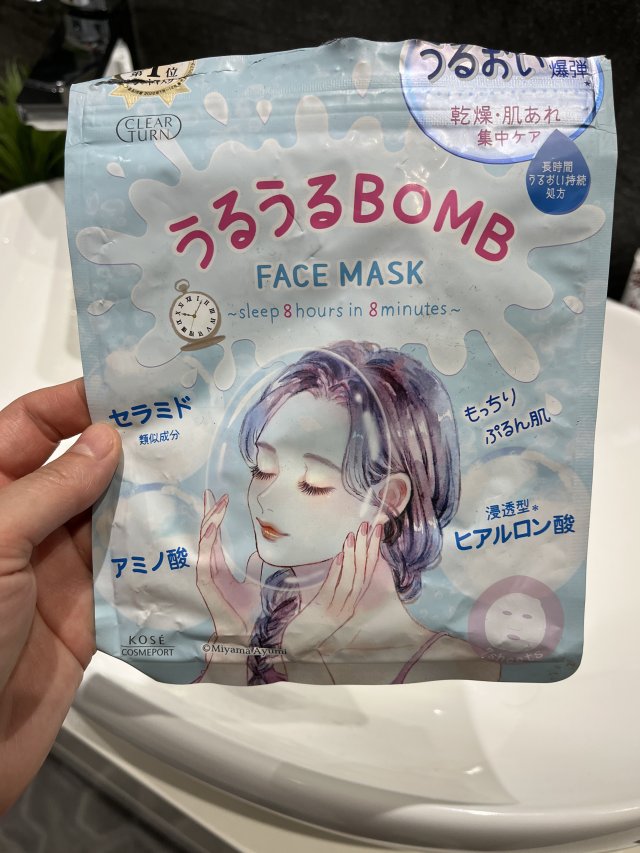 第1位
うるおい爆弾*
乾燥・肌あれ
集中ケア
CLEAR
TURN
長時間
うるおい持続
処方
うるうるBOMB
FACE MASK
~sleep 8 hours in 8 minutes~
セラミド
類似成分
もっちり
ぷるん肌
浸透型*
ヒアルロン酸
アミノ酸
KOSÉ
COSMEPORT
©Miyama Ayumi